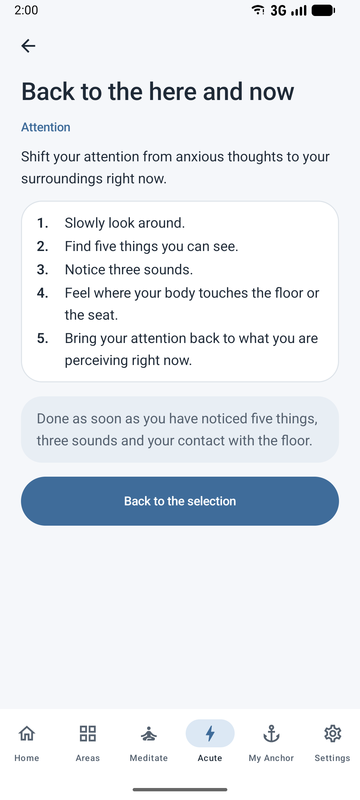 2:00
3G
Back to the here and now
Attention
Shift your attention from anxious thoughts to your
surroundings right now.
1. Slowly look around.
2. Find five things you can see.
3. Notice three sounds.
4. Feel where your body touches the floor or
the seat.
5. Bring your attention back to what you are
perceiving right now.
Done as soon as you have noticed five things,
three sounds and your contact with the floor.
Back to the selection
Home Areas Meditate Acute My Anchor Settings